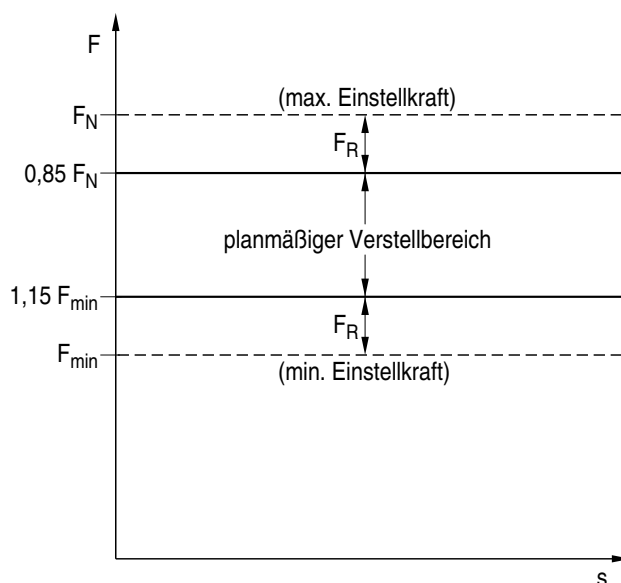 F
(max. Einstellkraft)
F_N
F_R
0,85 F_N
planmäßiger Verstellbereich
1,15 F_min
F_R
F_min
(min. Einstellkraft)
s